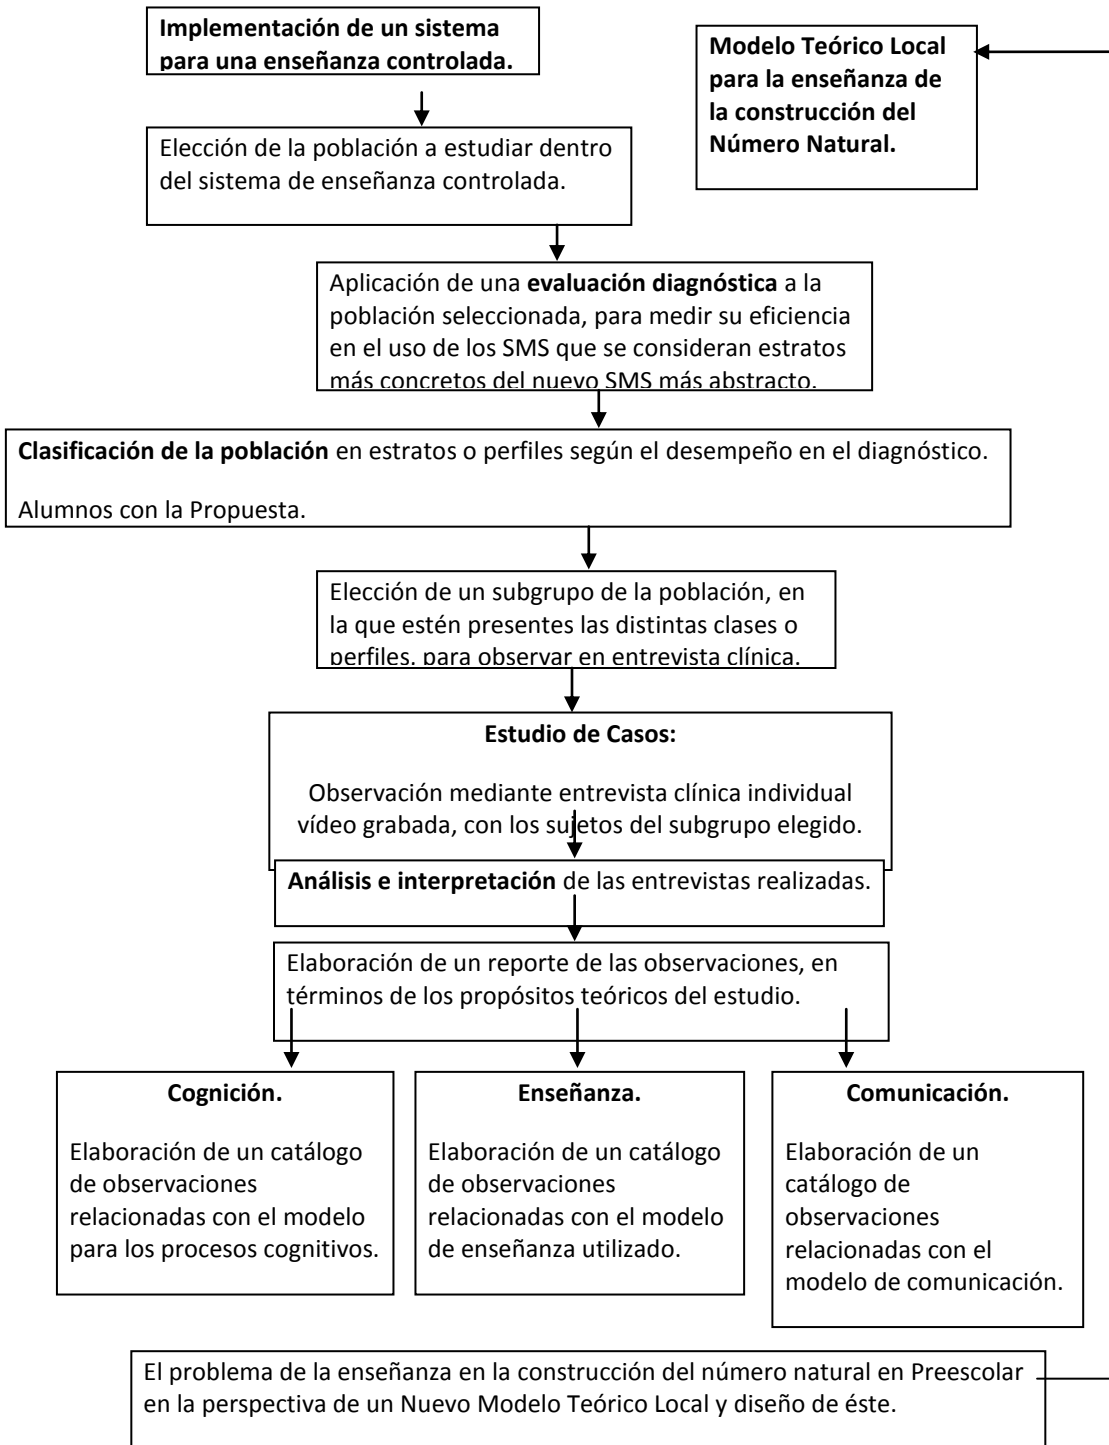 Implementación de un sistema
para una enseñanza controlada.
Modelo Teórico Local
para la enseñanza de
la construcción del
Número Natural.
Elección de la población a estudiar dentro
del sistema de enseñanza controlada.
Aplicación de una evaluación diagnóstica a la
población seleccionada, para medir su eficiencia
en el uso de los SMS que se consideran estratos
más concretos del nuevo SMS más abstracto.
Clasificación de la población en estratos o perfiles según el desempeño en el diagnóstico.
Alumnos con la Propuesta.
Elección de un subgrupo de la población, en
la que estén presentes las distintas clases o
perfiles, para observar en entrevista clínica.
Estudio de Casos:
Observación mediante entrevista clínica individual
vídeo grabada, con los sujetos del subgrupo elegido.
Análisis e interpretación de las entrevistas realizadas.
Elaboración de un reporte de las observaciones, en
términos de los propósitos teóricos del estudio.
Cognición.
Elaboración de un catálogo
de observaciones
relacionadas con el modelo
para los procesos cognitivos.
Enseñanza.
Elaboración de un catálogo
de observaciones
relacionadas con el modelo
de enseñanza utilizado.
Comunicación.
Elaboración de un
catálogo de
observaciones
relacionadas con el
modelo de comunicación.
El problema de la enseñanza en la construcción del número natural en Preescolar
en la perspectiva de un Nuevo Modelo Teórico Local y diseño de éste.